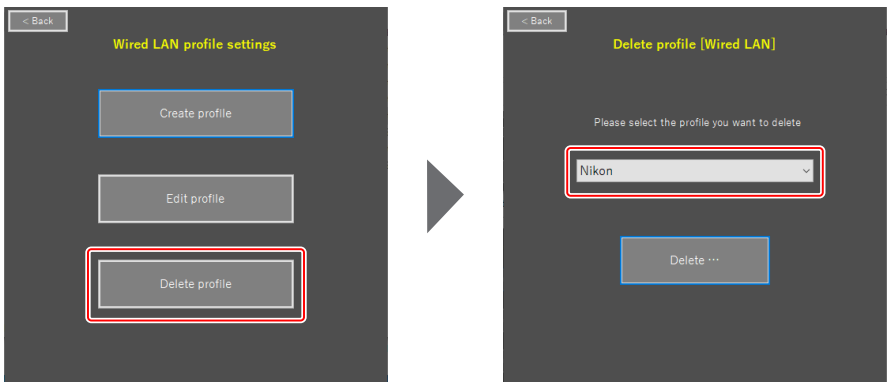 < Back
Wired LAN profile settings
Create profile
Edit profile
Delete profile
< Back
Delete profile [Wired LAN]
Please select the profile you want to delete
Nikon
Delete ⋯